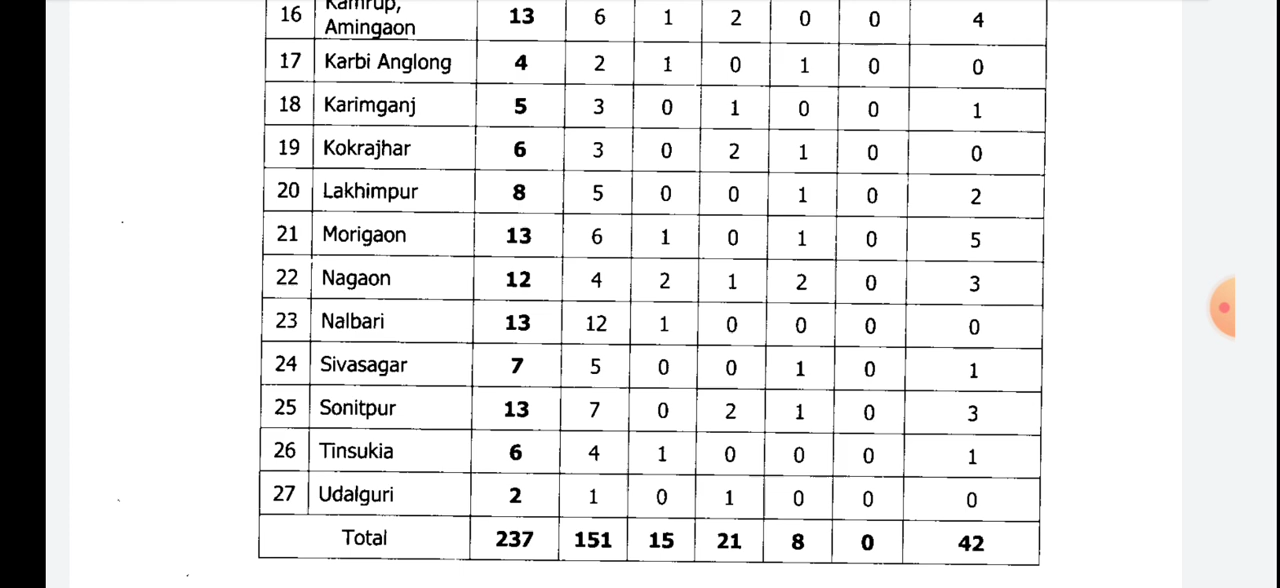 16 Kamrup, Amingaon 13 6 1 2 0 0 4
17 Karbi Anglong 4 2 1 0 1 0 0
18 Karimganj 5 3 0 1 0 0 1
19 Kokrajhar 6 3 0 2 1 0 0
20 Lakhimpur 8 5 0 0 1 0 2
21 Morigaon 13 6 1 0 1 0 5
22 Nagaon 12 4 2 1 2 0 3
23 Nalbari 13 12 1 0 0 0 0
24 Sivasagar 7 5 0 0 1 0 1
25 Sonitpur 13 7 0 2 1 0 3
26 Tinsukia 6 4 1 0 0 0 1
27 Udalguri 2 1 0 1 0 0 0
Total 237 151 15 21 8 0 42